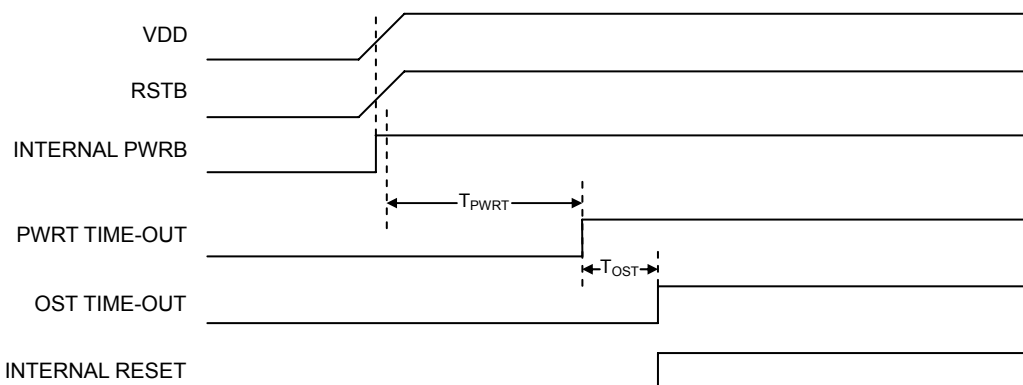 VDD
RSTB
INTERNAL PWRB
TPWRT
PWRT TIME-OUT
TOST
OST TIME-OUT
INTERNAL RESET